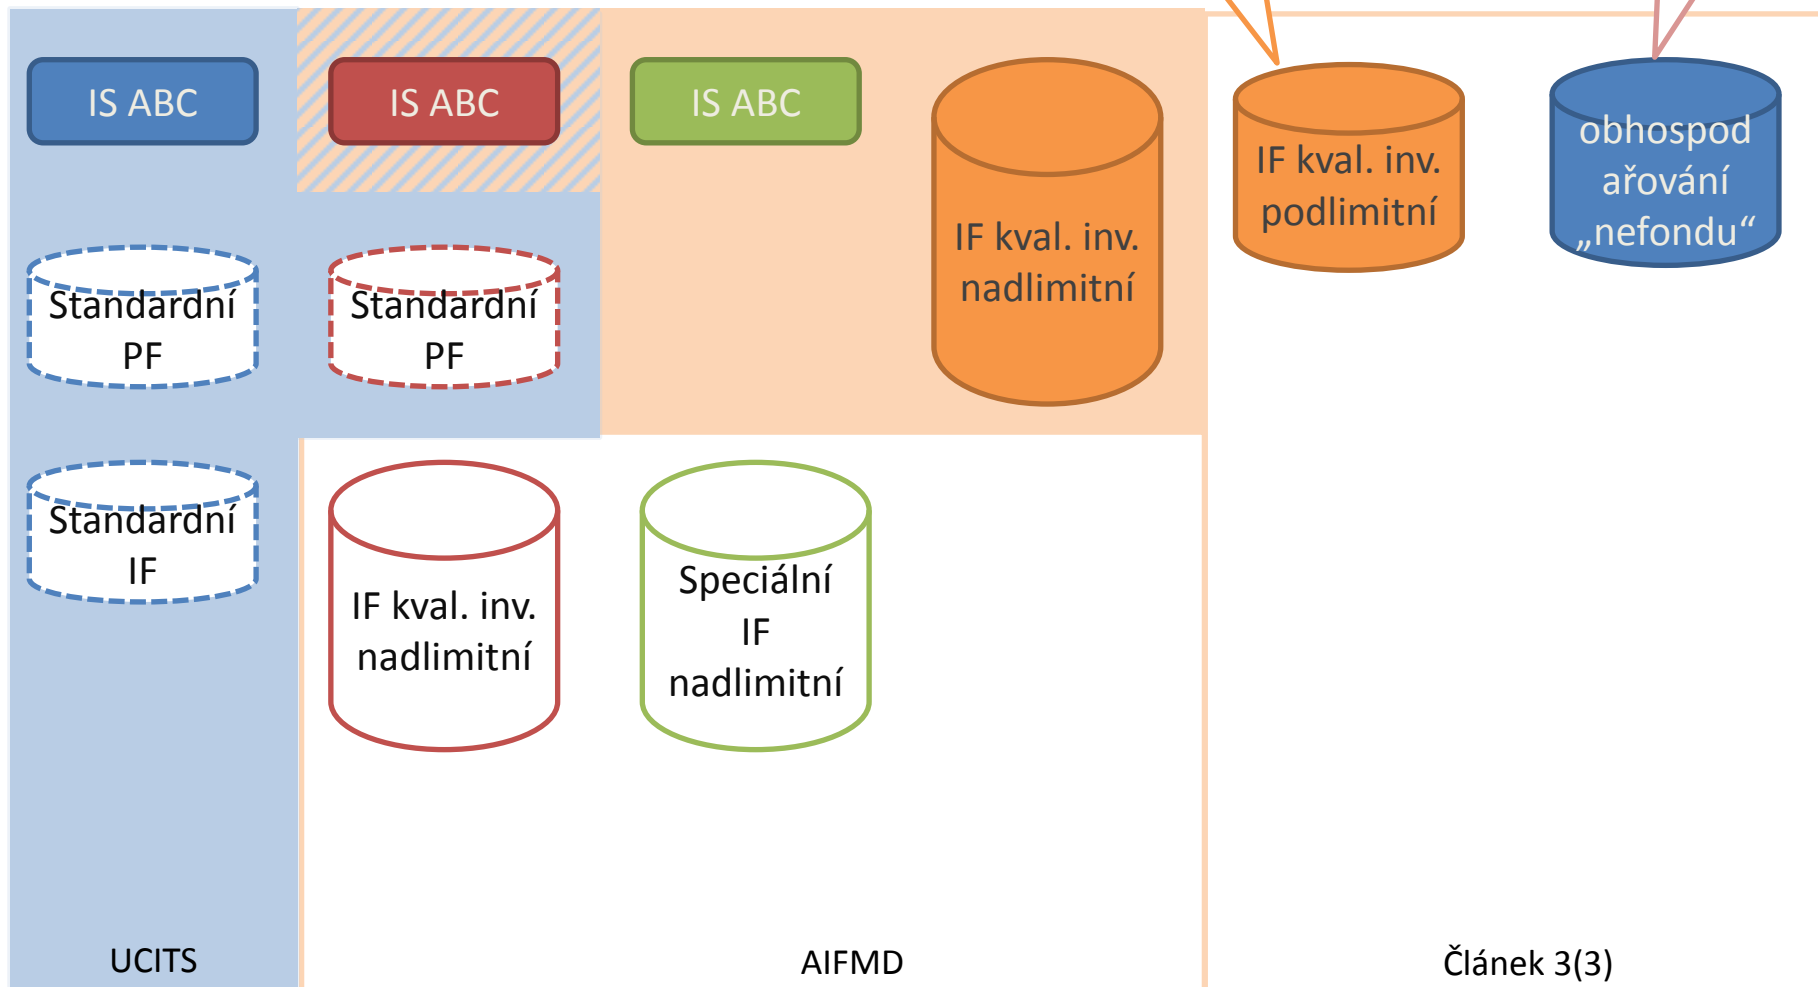 IS ABC
IS ABC
IS ABC
IF kval. inv.
nadlimitní
IF kval. inv.
podlimitní
obhospod
ařování
„nefondu“
Standardní
PF
Standardní
PF
Standardní
IF
IF kval. inv.
nadlimitní
Speciální
IF
nadlimitní
UCITS
AIFMD
Článek 3(3)